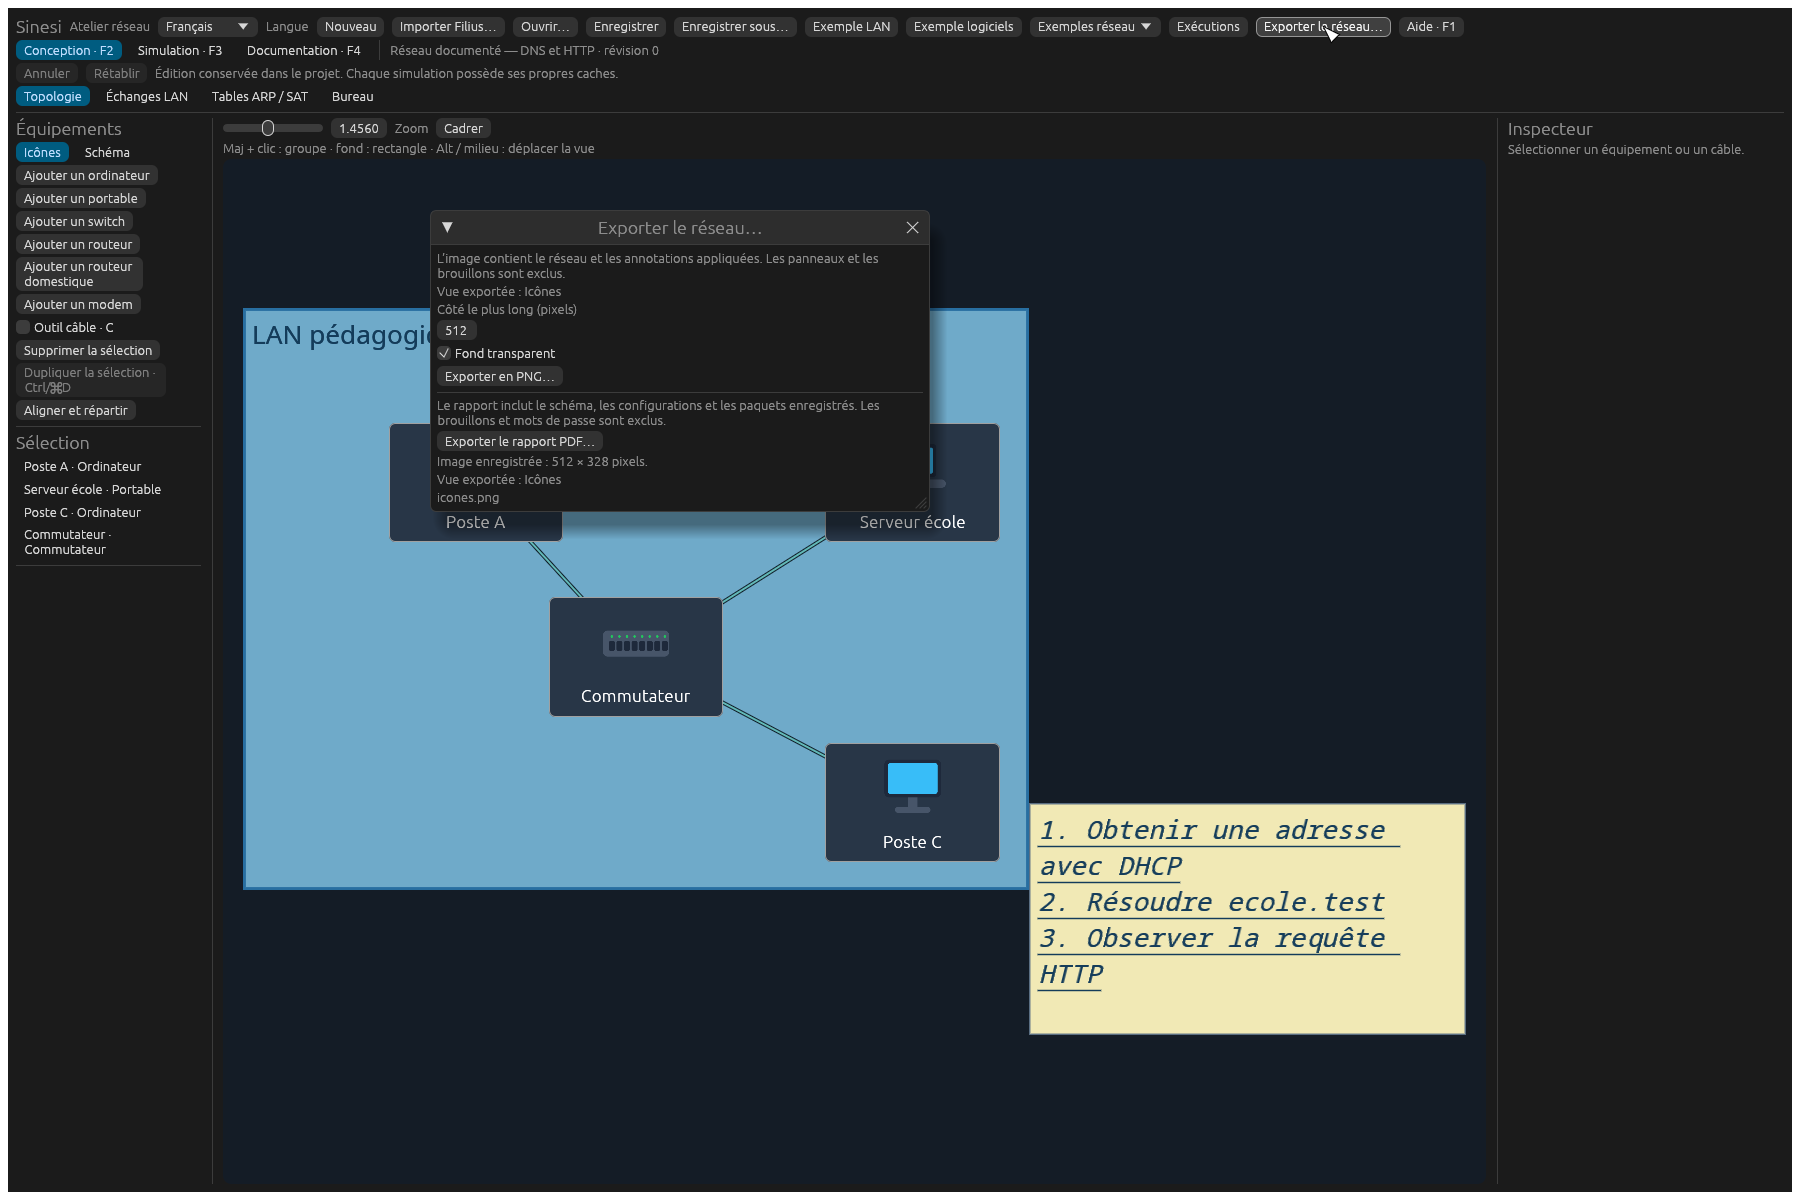 Sinesi Atelier réseau Français Langue Nouveau Importer Filius… Ouvrir… Enregistrer Enregistrer sous… Exemple LAN Exemple logiciels Exemples réseau Exécutions Exporter le réseau… Aide · F1
Conception · F2 Simulation · F3 Documentation · F4 Réseau documenté — DNS et HTTP · révision 0
Annuler Rétablir Édition conservée dans le projet. Chaque simulation possède ses propres caches.
Topologie Échanges LAN Tables ARP / SAT Bureau
Équipements
Icônes Schéma
Ajouter un ordinateur
Ajouter un portable
Ajouter un switch
Ajouter un routeur
Ajouter un routeur
domestique
Ajouter un modem
Outil câble · C
Supprimer la sélection
Dupliquer la sélection ·
Ctrl/⌘D
Aligner et répartir
Sélection
Poste A · Ordinateur
Serveur école · Portable
Poste C · Ordinateur
Commutateur ·
Commutateur
1.4560 Zoom Cadrer
Maj + clic : groupe · fond : rectangle · Alt / milieu : déplacer la vue
Exporter le réseau…
L'image contient le réseau et les annotations appliquées. Les panneaux et les
brouillons sont exclus.
Vue exportée : Icônes
Côté le plus long (pixels)
512
Fond transparent
Exporter en PNG…
Le rapport inclut le schéma, les configurations et les paquets enregistrés. Les
brouillons et mots de passe sont exclus.
Exporter le rapport PDF…
Image enregistrée : 512 × 328 pixels.
Vue exportée : Icônes
icones.png
LAN
Poste A
Serveur école
Commutateur
Poste C
1. Obtenir une adresse
avec DHCP
2. Résoudre ecole.test
3. Observer la requête
HTTP
Inspecteur
Sélectionner un équipement ou un câble.